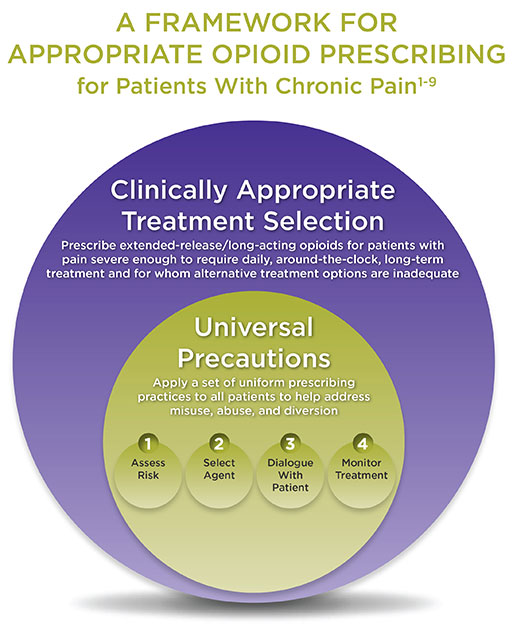 A FRAMEWORK FOR
APPROPRIATE OPIOID PRESCRIBING
for Patients With Chronic Pain1-9
Clinically Appropriate
Treatment Selection
Prescribe extended-release/long-acting opioids for patients with
pain severe enough to require daily, around-the-clock, long-term
treatment and for whom alternative treatment options are inadequate
Universal
Precautions
Apply a set of uniform prescribing
practices to all patients to help address
misuse, abuse, and diversion
1
Assess
Risk
2
Select
Agent
3
Dialogue
With
Patient
4
Monitor
Treatment